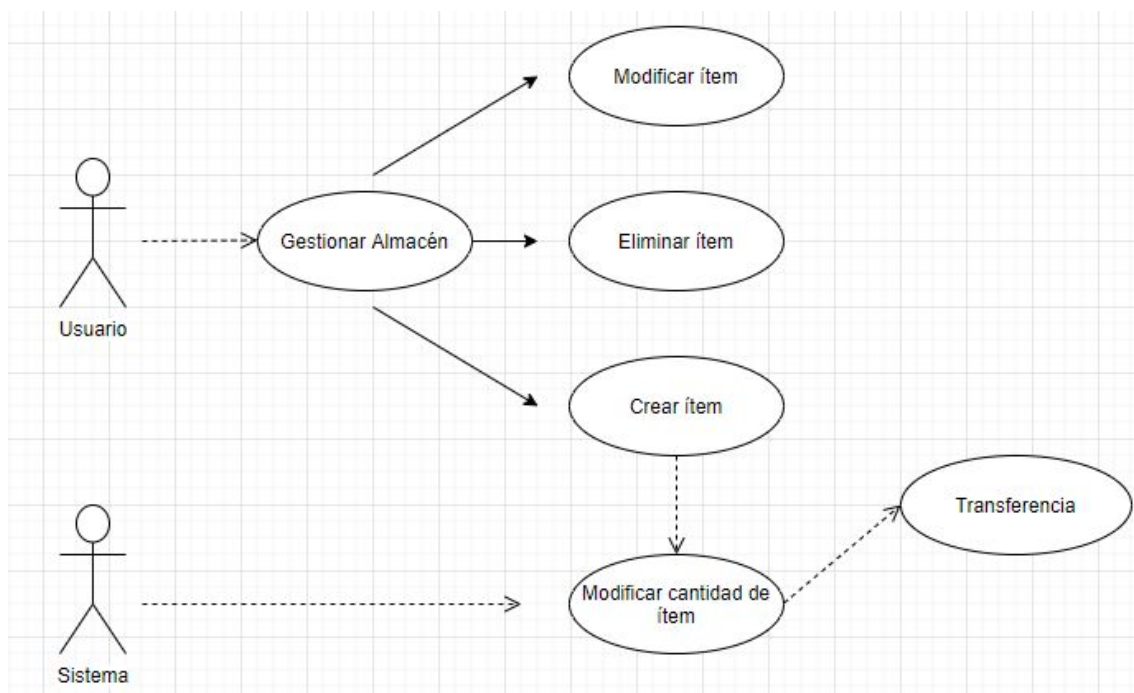 Modificar ítem
Gestionar Almacén
Eliminar ítem
Usuario
Crear ítem
Transferencia
Modificar cantidad de
ítem
Sistema